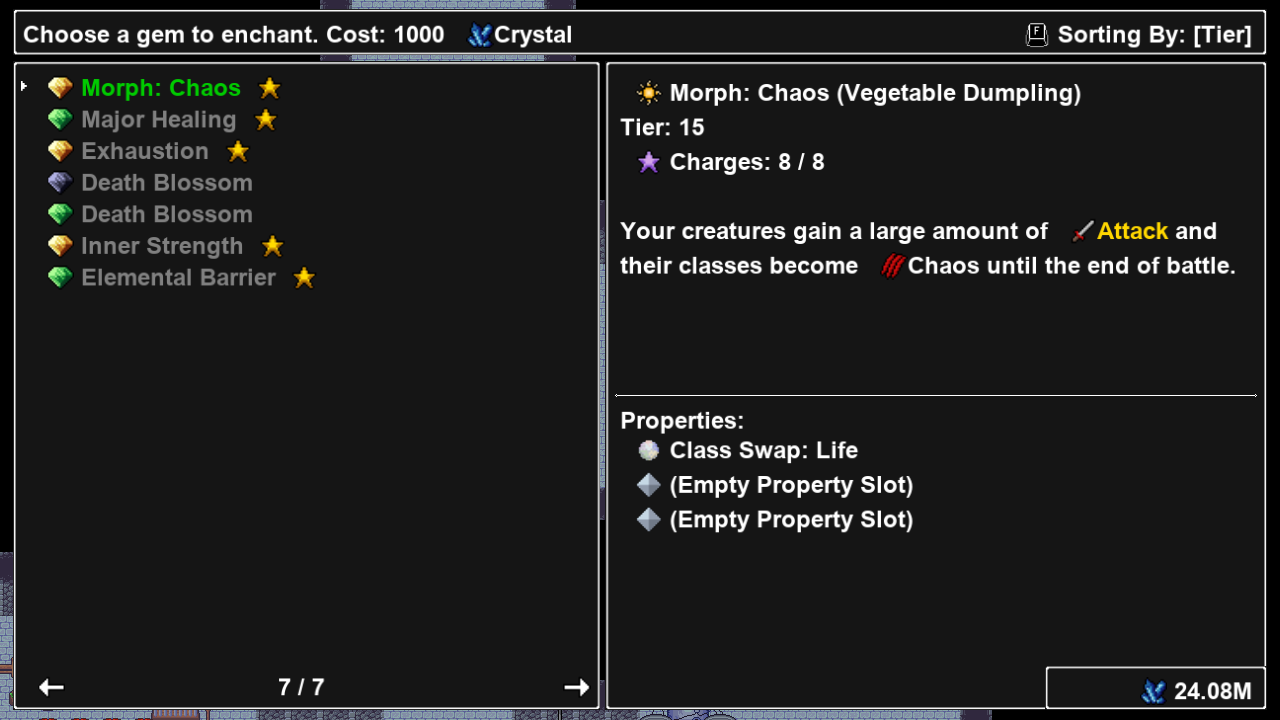 Choose a gem to enchant. Cost: 1000 Crystal
F Sorting By: [Tier]
Morph: Chaos
Major Healing
Exhaustion
Death Blossom
Death Blossom
Inner Strength
Elemental Barrier
7 / 7
Morph: Chaos (Vegetable Dumpling)
Tier: 15
Charges: 8 / 8
Your creatures gain a large amount of Attack and
their classes become Chaos until the end of battle.
Properties:
Class Swap: Life
(Empty Property Slot)
(Empty Property Slot)
24.08M